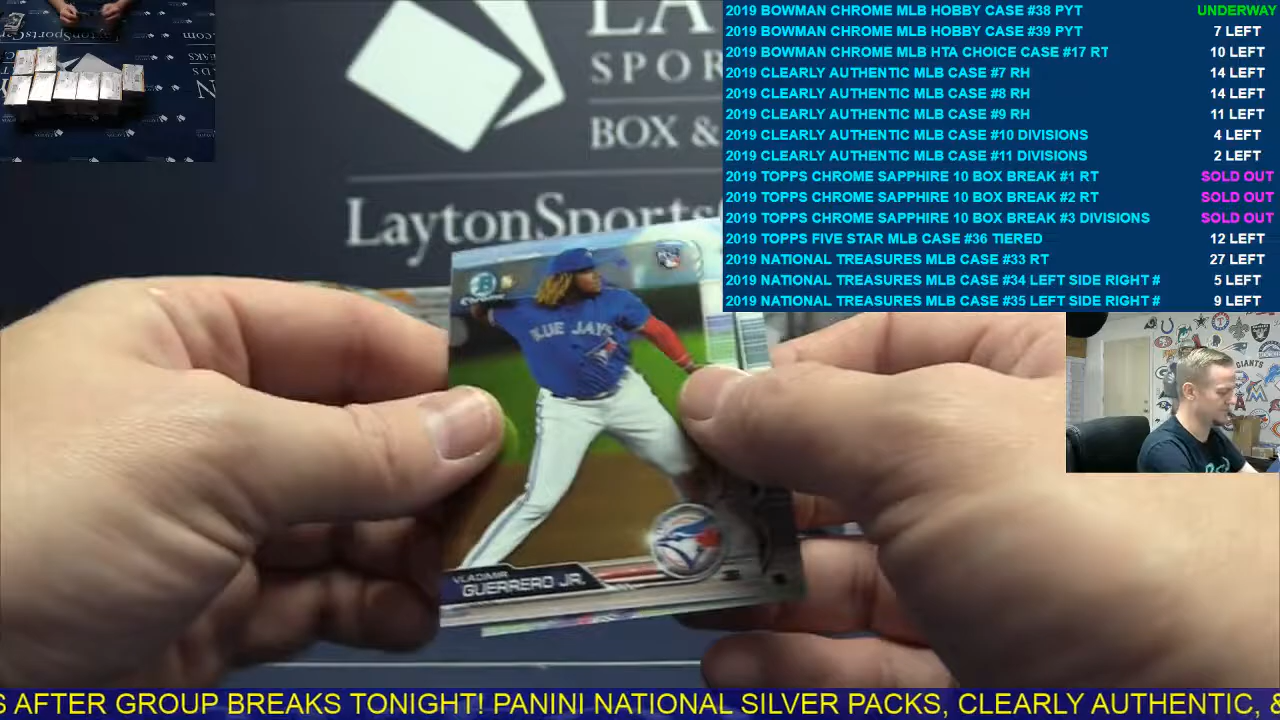 2019 BOWMAN CHROME MLB HOBBY CASE #38 PYT UNDERWAY
2019 BOWMAN CHROME MLB HOBBY CASE #39 PYT 7 LEFT
2019 BOWMAN CHROME MLB HTA CHOICE CASE #17 RT 10 LEFT
2019 CLEARLY AUTHENTIC MLB CASE #7 RH 14 LEFT
2019 CLEARLY AUTHENTIC MLB CASE #8 RH 14 LEFT
2019 CLEARLY AUTHENTIC MLB CASE #9 RH 11 LEFT
2019 CLEARLY AUTHENTIC MLB CASE #10 DIVISIONS 4 LEFT
2019 CLEARLY AUTHENTIC MLB CASE #11 DIVISIONS 2 LEFT
2019 TOPPS CHROME SAPPHIRE 10 BOX BREAK #1 RT SOLD OUT
2019 TOPPS CHROME SAPPHIRE 10 BOX BREAK #2 RT SOLD OUT
2019 TOPPS CHROME SAPPHIRE 10 BOX BREAK #3 DIVISIONS SOLD OUT
2019 TOPPS FIVE STAR MLB CASE #36 TIERED 12 LEFT
2019 NATIONAL TREASURES MLB CASE #33 RT 27 LEFT
2019 NATIONAL TREASURES MLB CASE #34 LEFT SIDE RIGHT # 5 LEFT
2019 NATIONAL TREASURES MLB CASE #35 LEFT SIDE RIGHT # 9 LEFT
LA
SPOR
BOX &
LaytonSports
Chrome
BLUE JAYS
VLADIMIR
GUERRERO JR.
GIANTS
S AFTER GROUP BREAKS TONIGHT! PANINI NATIONAL SILVER PACKS, CLEARLY AUTHENTIC, &